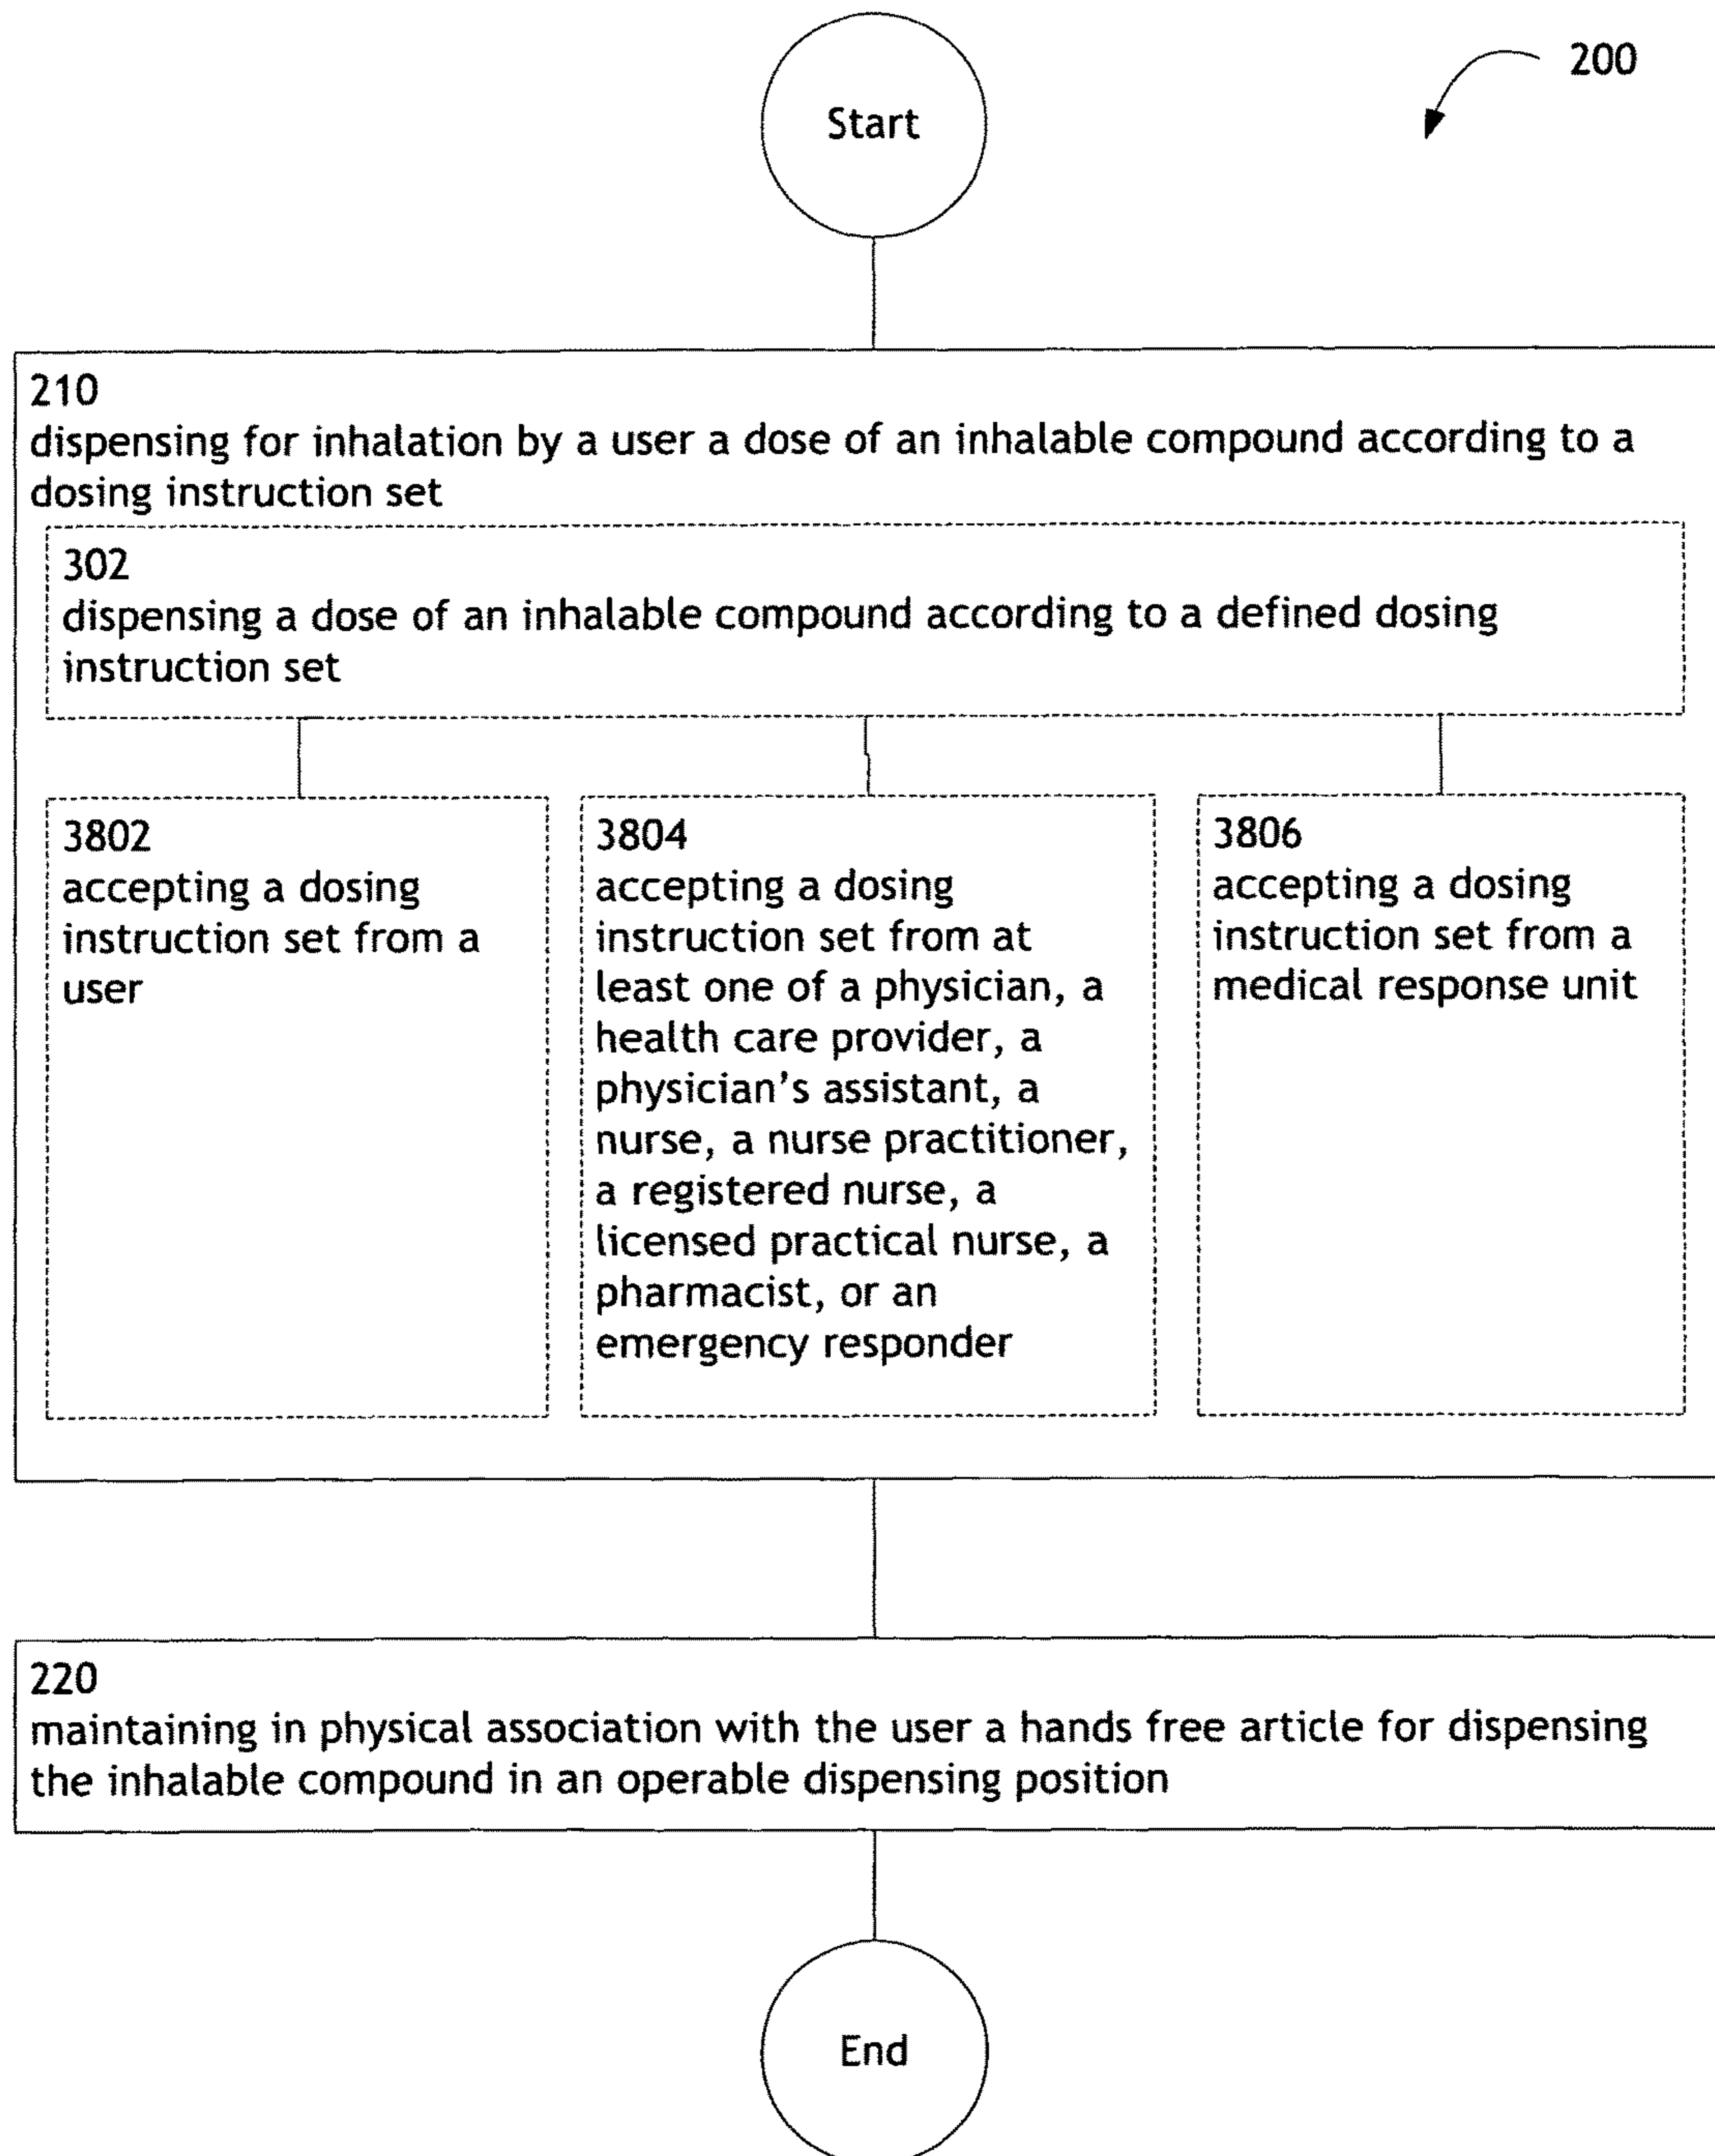 Start
200
210
dispensing for inhalation by a user a dose of an inhalable compound according to a
dosing instruction set
302
dispensing a dose of an inhalable compound according to a defined dosing
instruction set
3802
accepting a dosing
instruction set from a
user
3804
accepting a dosing
instruction set from at
least one of a physician, a
health care provider, a
physician’s assistant, a
nurse, a nurse practitioner,
a registered nurse, a
licensed practical nurse, a
pharmacist, or an
emergency responder
3806
accepting a dosing
instruction set from a
medical response unit
220
maintaining in physical association with the user a hands free article for dispensing
the inhalable compound in an operable dispensing position
End